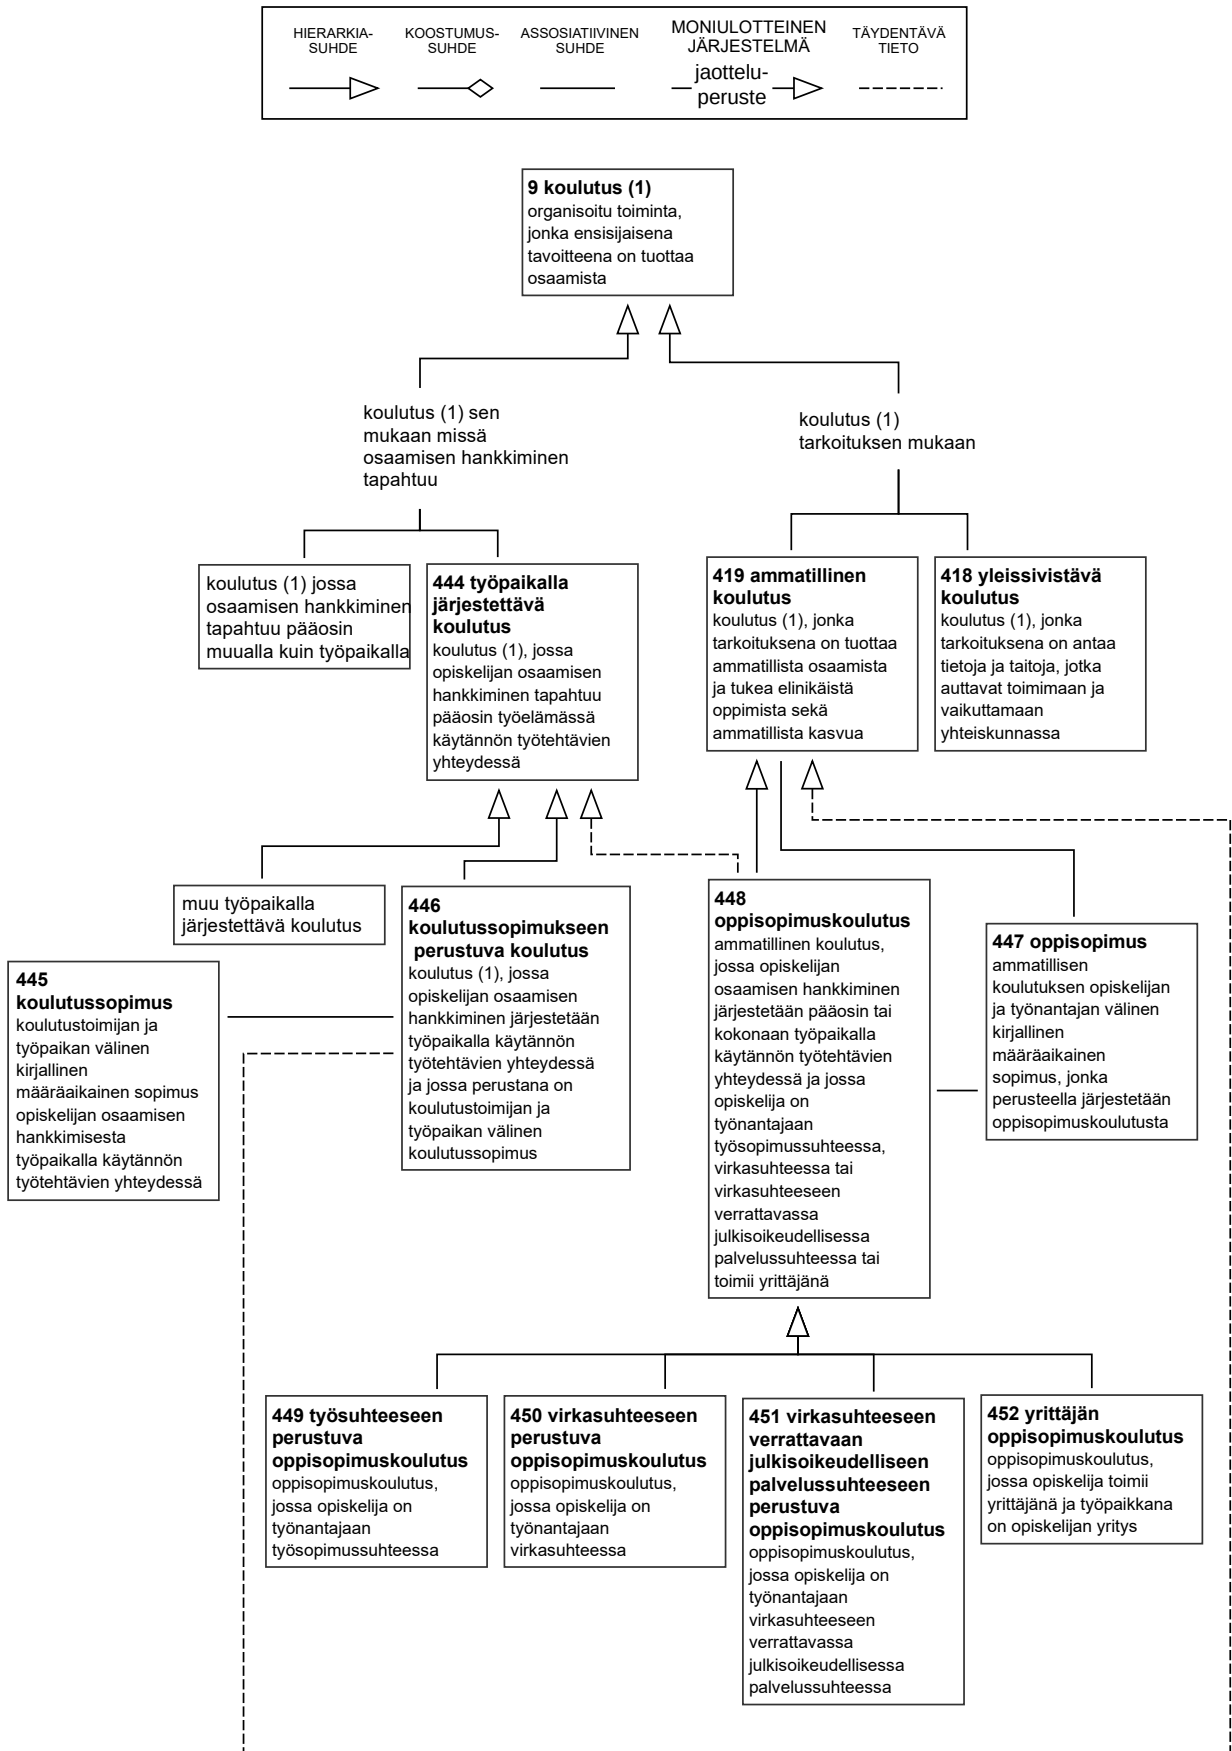 HIERARKIA-
SUHDE
KOOSTUMUS-
SUHDE
ASSOSIATIIVINEN
SUHDE
MONIULOTTEINEN
JÄRJESTELMÄ
jaottelu-
peruste
TÄYDENTÄVÄ
TIETO
9 koulutus (1)
organisoitu toiminta,
jonka ensisijaisena
tavoitteena on tuottaa
osaamista
koulutus (1) sen
mukaan missä
osaamisen hankkiminen
tapahtuu
koulutus (1)
tarkoituksen mukaan
koulutus (1) jossa
osaamisen hankkiminen
tapahtuu pääosin
muualla kuin työpaikalla
444 työpaikalla
järjestettävä
koulutus
koulutus (1), jossa
opiskelijan osaamisen
hankkiminen tapahtuu
pääosin työelämässä
käytännön työtehtävien
yhteydessä
419 ammatillinen
koulutus
koulutus (1), jonka
tarkoituksena on tuottaa
ammatillista osaamista
ja tukea elinikäistä
oppimista sekä
ammatillista kasvua
418 yleissivistävä
koulutus
koulutus (1), jonka
tarkoituksena on antaa
tietoja ja taitoja, jotka
auttavat toimimaan ja
vaikuttamaan
yhteiskunnassa
muu työpaikalla
järjestettävä koulutus
445
koulutussopimus
koulutustoimijan ja
työpaikan välinen
kirjallinen
määräaikainen sopimus
opiskelijan osaamisen
hankkimisesta
työpaikalla käytännön
työtehtävien yhteydessä
446
koulutussopimukseen
perustuva koulutus
koulutus (1), jossa
opiskelijan osaamisen
hankkiminen järjestetään
työpaikalla käytännön
työtehtävien yhteydessä
ja jossa perustana on
koulutustoimijan ja
työpaikan välinen
koulutussopimus
448
oppisopimuskoulutus
ammatillinen koulutus,
jossa opiskelijan
osaamisen hankkiminen
järjestetään pääosin tai
kokonaan työpaikalla
käytännön työtehtävien
yhteydessä ja jossa
opiskelija on
työnantajaan
työsopimussuhteessa,
virkasuhteessa tai
virkasuhteeseen
verrattavassa
julkisoikeudellisessa
palvelussuhteessa tai
toimii yrittäjänä
447 oppisopimus
ammatillisen
koulutuksen opiskelijan
ja työnantajan välinen
kirjallinen
määräaikainen
sopimus, jonka
perusteella järjestetään
oppisopimuskoulutusta
449 työsuhteeseen
perustuva
oppisopimuskoulutus
oppisopimuskoulutus,
jossa opiskelija on
työnantajaan
työsopimussuhteessa
450 virkasuhteeseen
perustuva
oppisopimuskoulutus
oppisopimuskoulutus,
jossa opiskelija on
työnantajaan
virkasuhteessa
451 virkasuhteeseen
verrattavaan
julkisoikeudelliseen
palvelussuhteeseen
perustuva
oppisopimuskoulutus
oppisopimuskoulutus,
jossa opiskelija on
työnantajaan
virkasuhteeseen
verrattavassa
julkisoikeudellisessa
palvelussuhteessa
452 yrittäjän
oppisopimuskoulutus
oppisopimuskoulutus,
jossa opiskelija toimii
yrittäjänä ja työpaikkana
on opiskelijan yritys